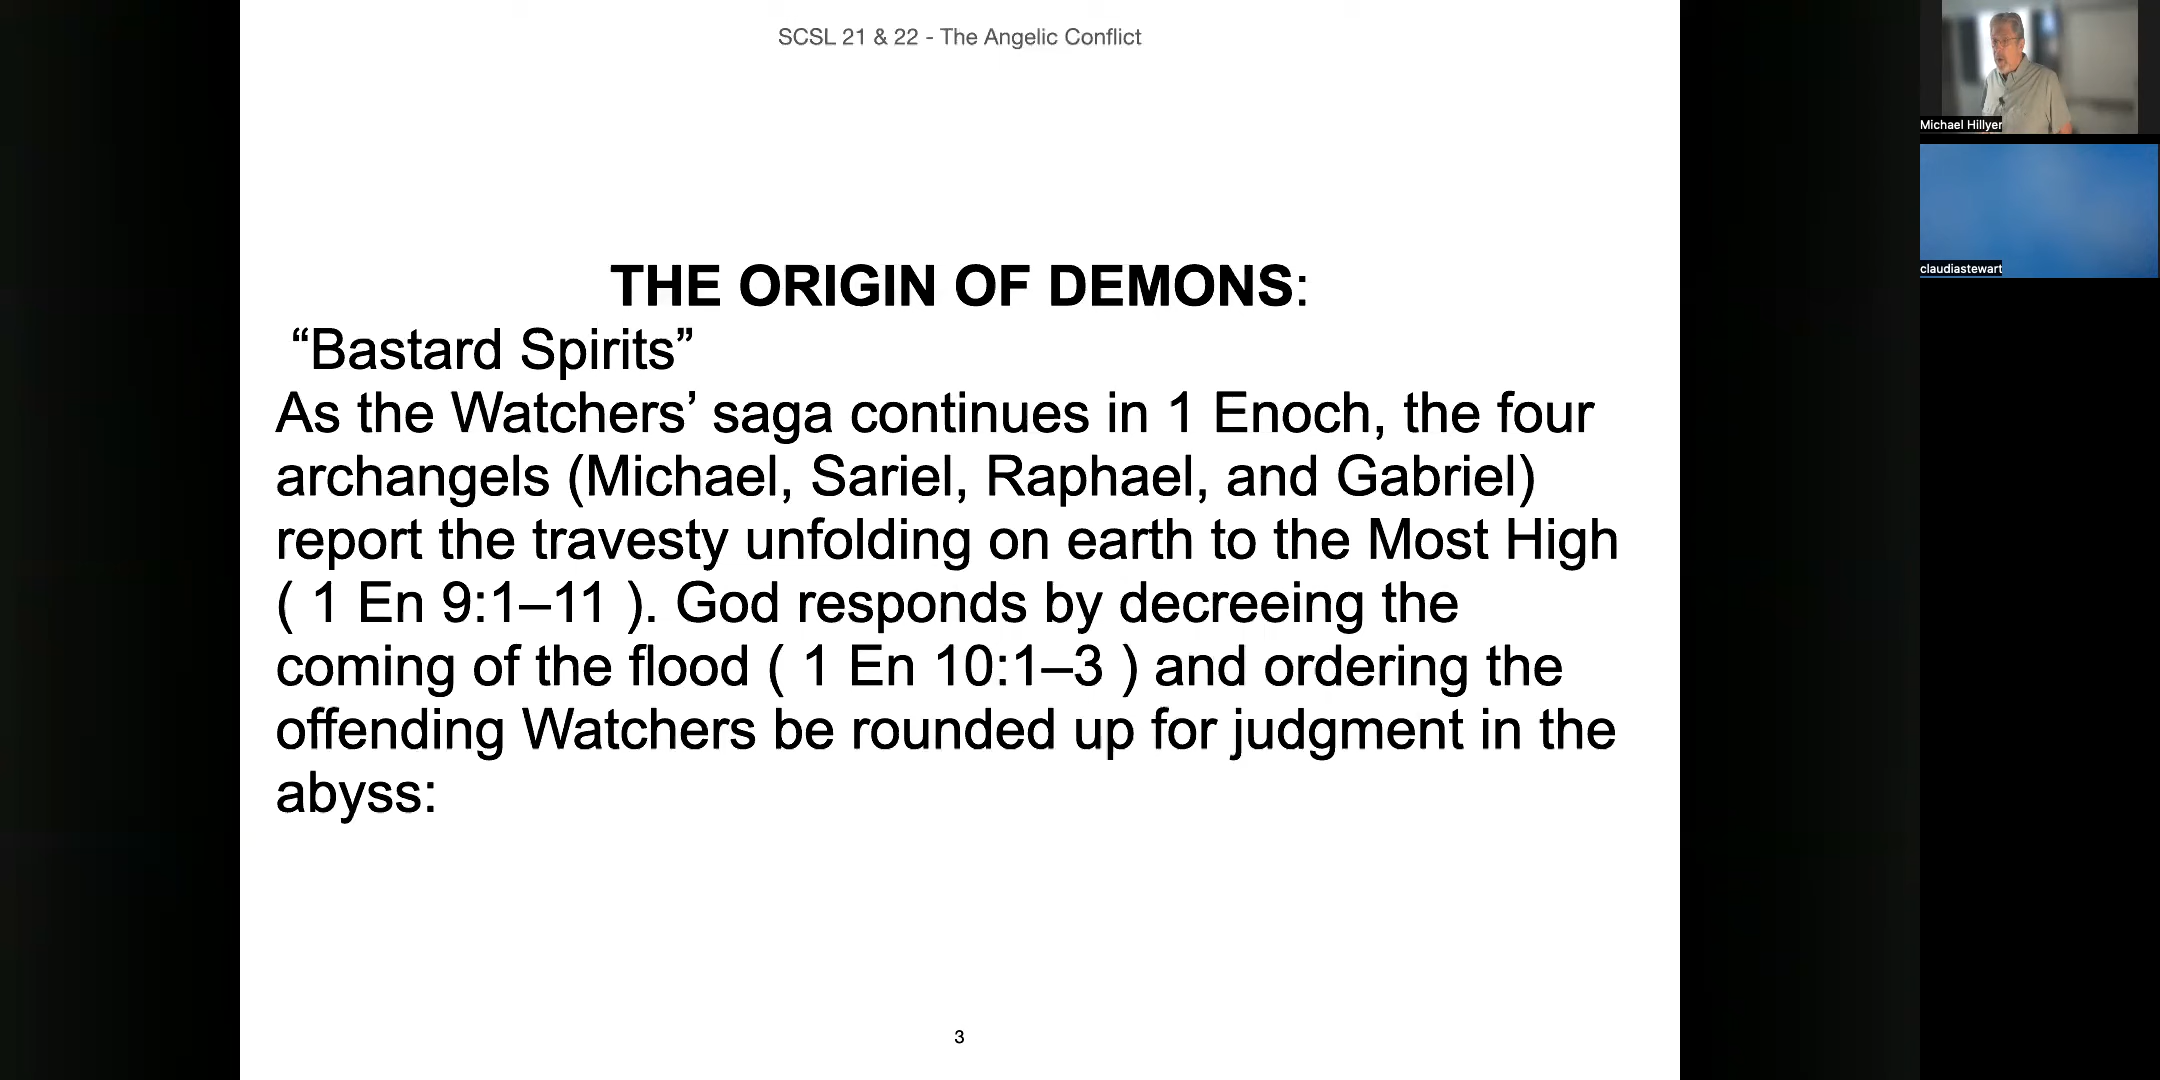 SCSL 21 & 22 - The Angelic Conflict
THE ORIGIN OF DEMONS:
“Bastard Spirits”
As the Watchers’ saga continues in 1 Enoch, the four
archangels (Michael, Sariel, Raphael, and Gabriel)
report the travesty unfolding on earth to the Most High
( 1 En 9:1–11 ). God responds by decreeing the
coming of the flood ( 1 En 10:1–3 ) and ordering the
offending Watchers be rounded up for judgment in the
abyss:
3
Michael Hillyer
claudiastewart